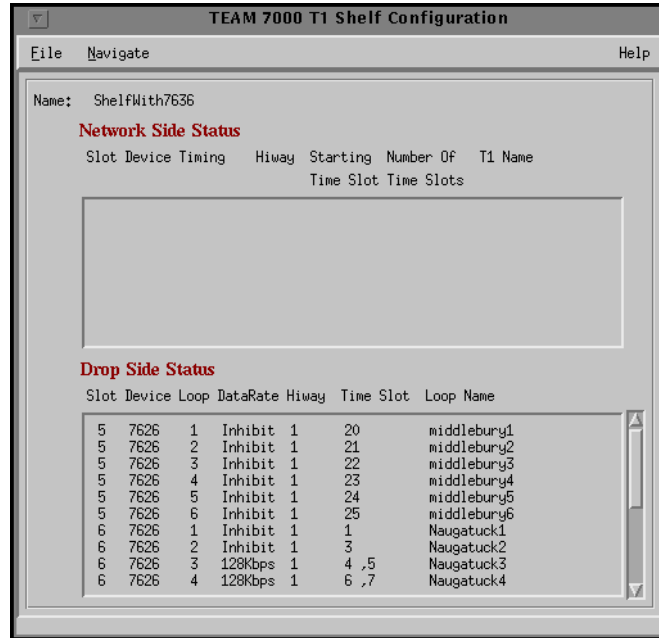 TEAM 7000 T1 Shelf Configuration
File Navigate Help
Name: ShelfWith7636
Network Side Status
Slot Device Timing Hiway Starting Number Of T1 Name
Time Slot Time Slots
Drop Side Status
Slot Device Loop DataRate Hiway Time Slot Loop Name
5 7626 1 Inhibit 1 20 middlebury1
5 7626 2 Inhibit 1 21 middlebury2
5 7626 3 Inhibit 1 22 middlebury3
5 7626 4 Inhibit 1 23 middlebury4
5 7626 5 Inhibit 1 24 middlebury5
5 7626 6 Inhibit 1 25 middlebury6
6 7626 1 Inhibit 1 1 Naugatuck1
6 7626 2 Inhibit 1 3 Naugatuck2
6 7626 3 128Kbps 1 4 ,5 Naugatuck3
6 7626 4 128Kbps 1 6 ,7 Naugatuck4